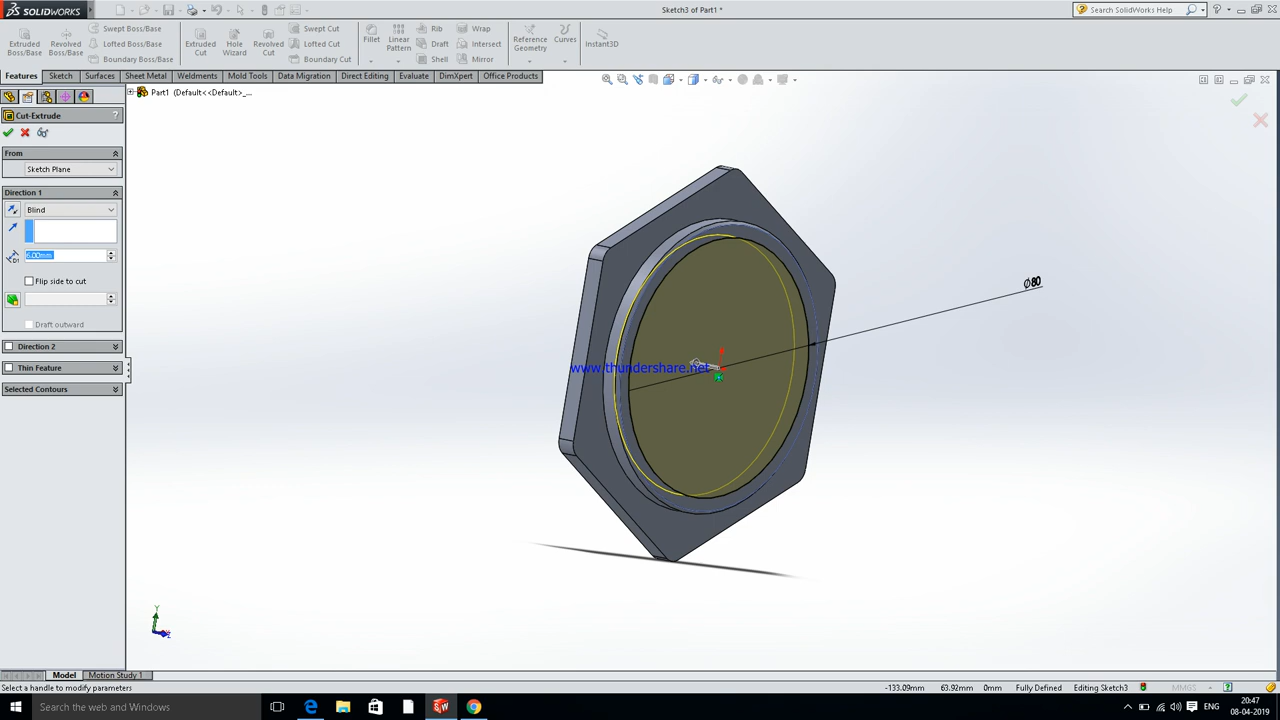 SOLIDWORKS
Sketch3 of Part1 *
Search SolidWorks Help
Extruded Boss/Base
Revolved Boss/Base
Swept Boss/Base
Lofted Boss/Base
Boundary Boss/Base
Extruded Cut
Hole Wizard
Revolved Cut
Swept Cut
Lofted Cut
Boundary Cut
Fillet
Linear Pattern
Rib
Draft
Shell
Wrap
Intersect
Mirror
Reference Geometry
Curves
Instant3D
Features
Sketch
Surfaces
Sheet Metal
Weldments
Mold Tools
Data Migration
Direct Editing
Evaluate
DimXpert
Office Products
Part1 (Default<<Default>_...
Cut-Extrude
?
From
Sketch Plane
Direction 1
Blind
6.00mm
Flip side to cut
Draft outward
Direction 2
Thin Feature
Selected Contours
Ø80
www.thundershare.net
Y
Model
Motion Study 1
Select a handle to modify parameters
-133.09mm
63.92mm
0mm
Fully Defined
Editing Sketch3
MMGS
Search the web and Windows
ENG
20:47
08-04-2019